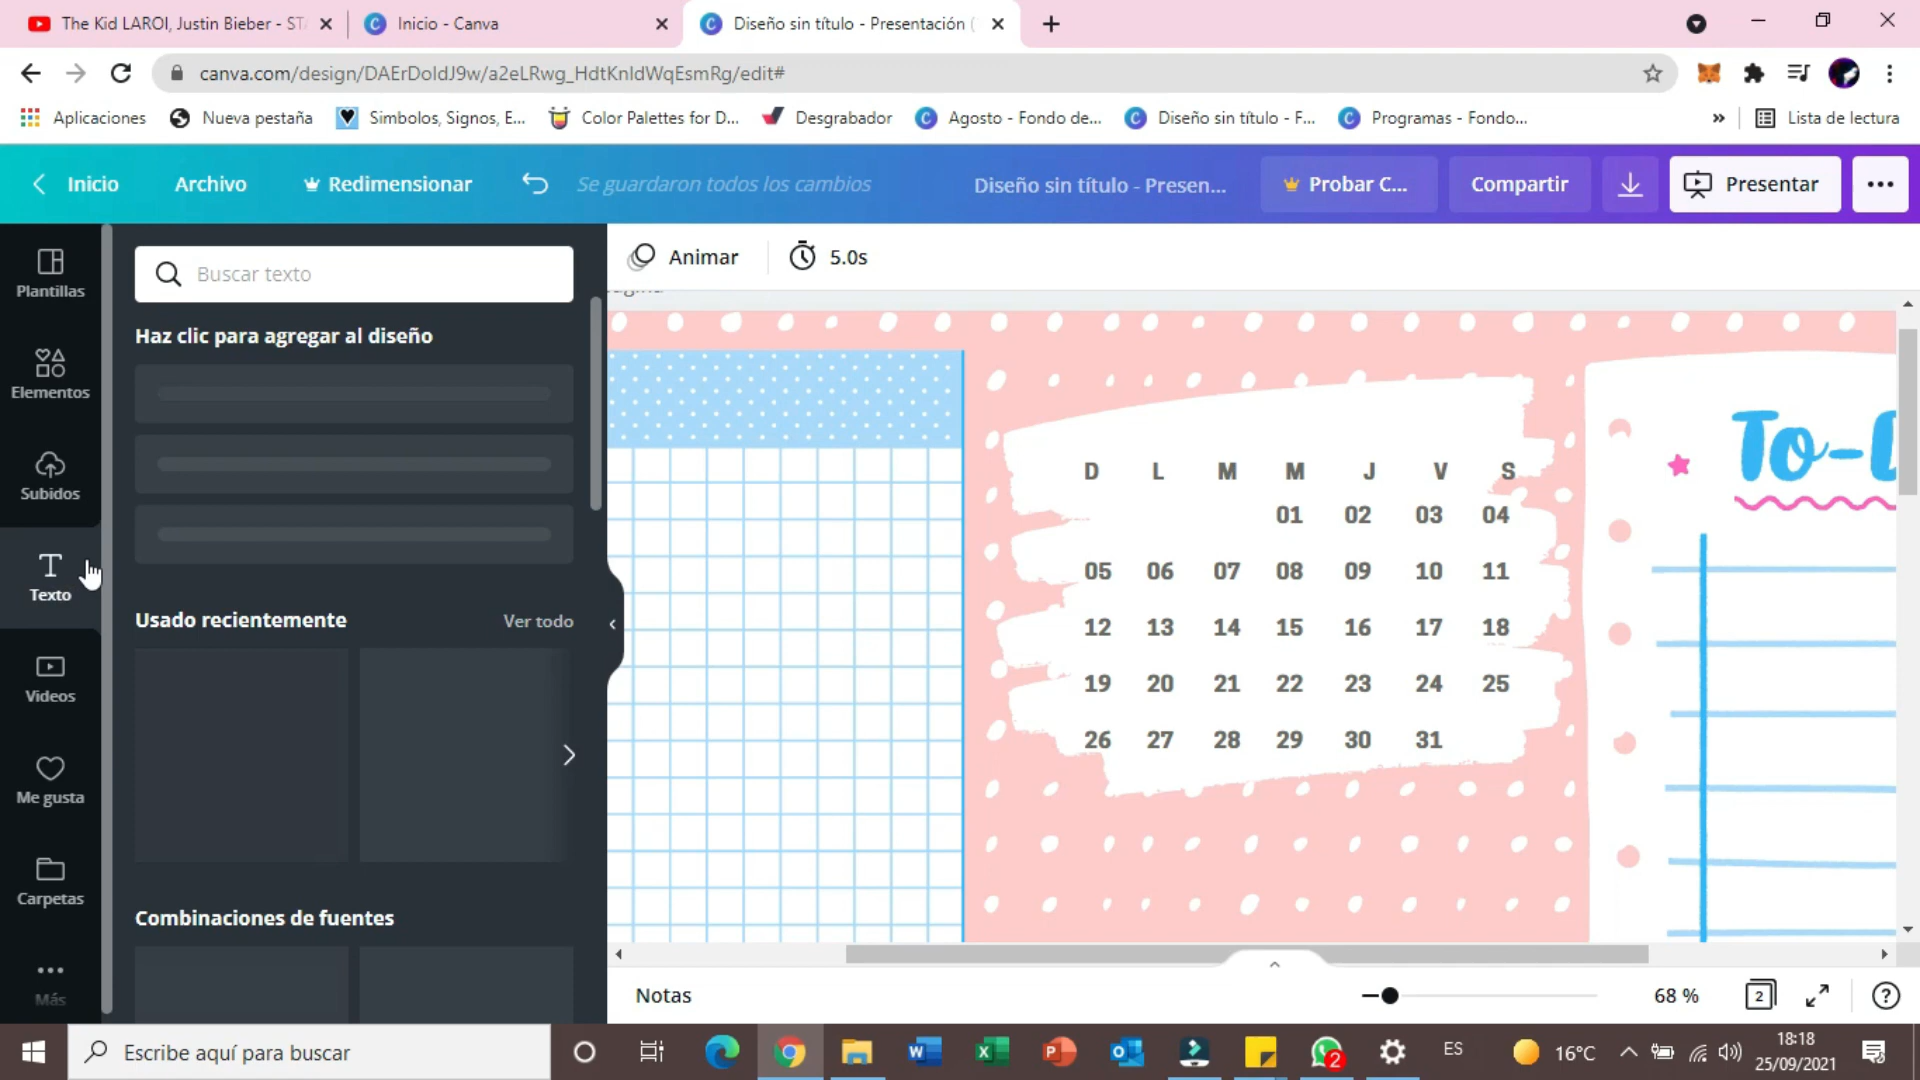 The Kid LAROI, Justin Bieber - ST
Inicio - Canva
Diseño sin título - Presentación (
canva.com/design/DAErDoIdJ9w/a2eLRwg_HdtKnIdWqEsmRg/edit#
Aplicaciones
Nueva pestaña
Simbolos, Signos, E...
Color Palettes for D...
Desgrabador
Agosto - Fondo de...
Diseño sin título - F...
Programas - Fondo...
»
Lista de lectura
Inicio
Archivo
Redimensionar
Se guardaron todos los cambios
Diseño sin título - Presen...
Probar C...
Compartir
Presentar
Plantillas
Elementos
Subidos
Texto
Videos
Me gusta
Carpetas
Más
Buscar texto
Haz clic para agregar al diseño
Usado recientemente
Ver todo
Combinaciones de fuentes
Animar
5.0s
D L M M J V S
01 02 03 04
05 06 07 08 09 10 11
12 13 14 15 16 17 18
19 20 21 22 23 24 25
26 27 28 29 30 31
To-D
Notas
68 %
2
Escribe aquí para buscar
2
ES
16°C
18:18
25/09/2021